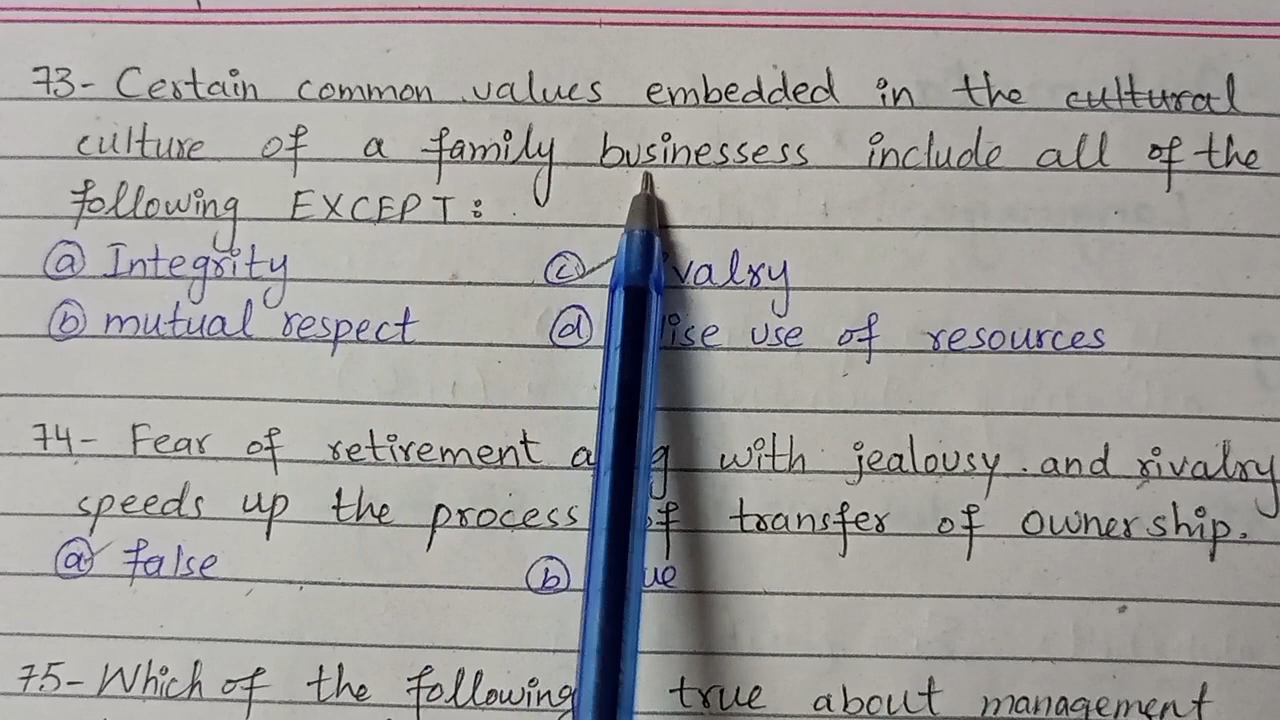 73- Certain common values embedded in the cultural
culture of a family businessess include all of the
following EXCEPT:
ⓐ Integrity ⓒ✓ valry
ⓑ mutual respect ⓓ ise use of resources
74- Fear of retirement a g with jealousy and rivalry
speeds up the process of transfer of ownership.
ⓐ✓ false ⓑ ue
75- Which of the following true about management